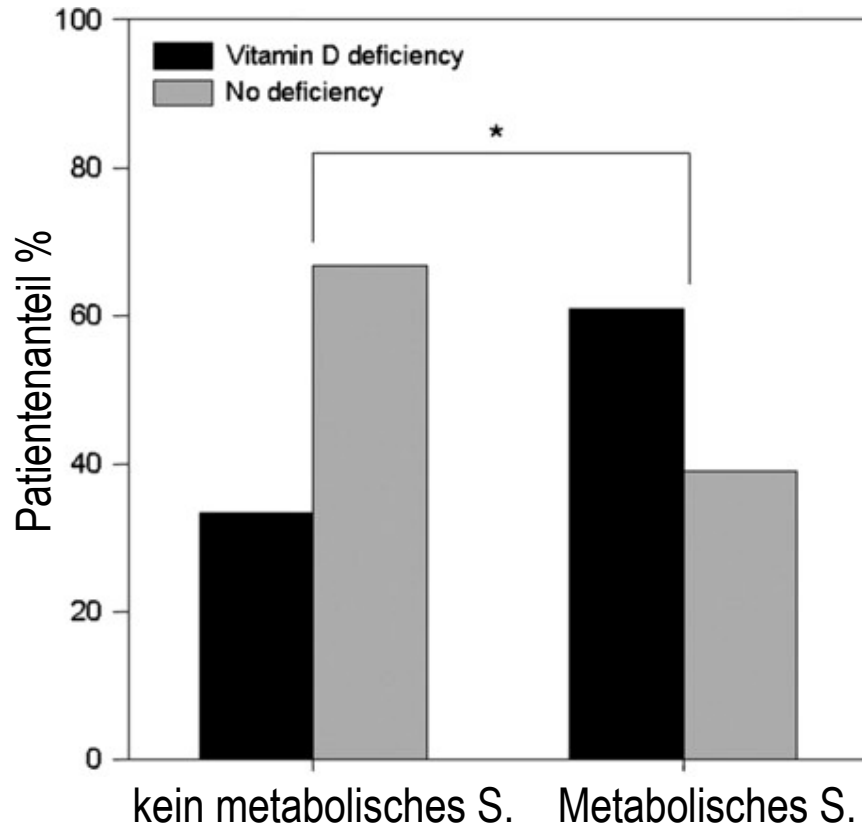 100
80
60
40
20
0
Patientenanteil %
Vitamin D deficiency
No deficiency
*
kein metabolisches S. Metabolisches S.